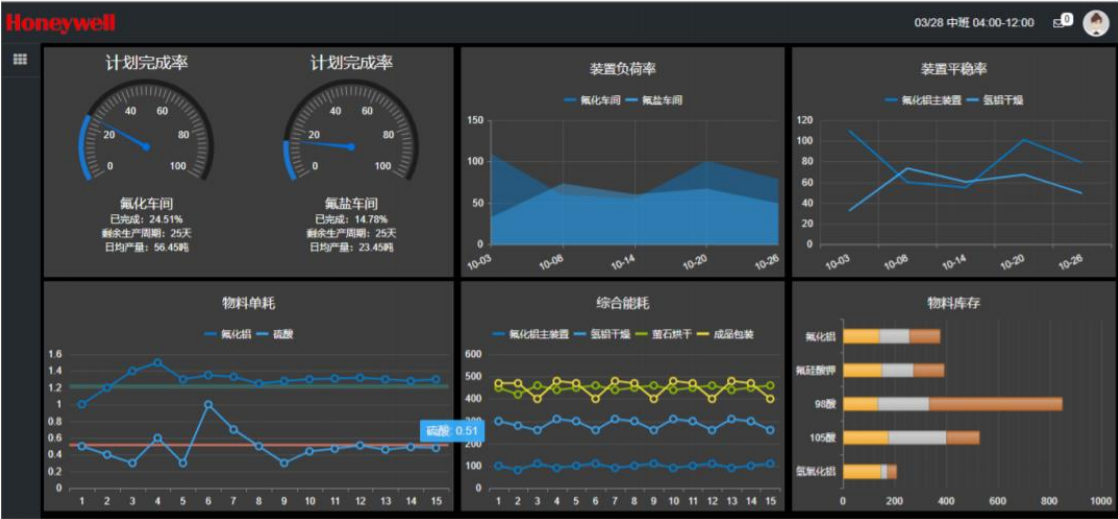 Honeywell
03/28 中班 04:00-12:00
0
计划完成率
计划完成率
0 20 40 60 80 100
0 20 40 60 80 100
氟化车间
已完成：24.51%
剩余生产周期：25天
日均产量：56.45吨
氟盐车间
已完成：14.78%
剩余生产周期：25天
日均产量：23.45吨
装置负荷率
氟化车间 氟盐车间
150
100
50
0
10-03 10-08 10-14 10-20 10-26
装置平稳率
氟化铝主装置 氢铝干燥
120
100
80
60
40
20
0
10-03 10-08 10-14 10-20 10-26
物料单耗
氟化铝 硫酸
1.6
1.4
1.2
1
0.8
0.6
0.4
0.2
0
1 2 3 4 5 6 7 8 9 10 11 12 13 14 15
硫酸: 0.51
综合能耗
氟化铝主装置 氢铝干燥 萤石烘干 成品包装
600
500
400
300
200
100
0
1 2 3 4 5 6 7 8 9 10 11 12 13 14 15
物料库存
氟化铝
氟硅酸钾
98酸
105酸
氢氧化铝
0 200 400 600 800 1000